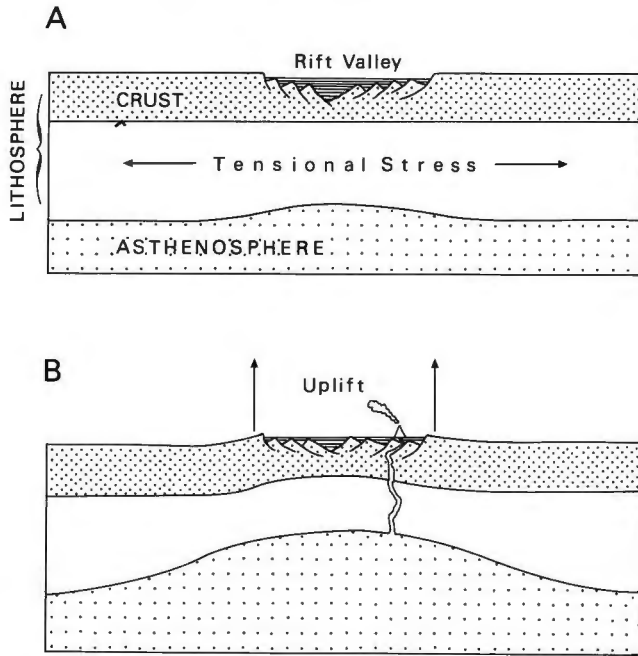 A
Rift Valley
CRUST
LITHOSPHERE
Tensional Stress
ASTHENOSPHERE
B
Uplift